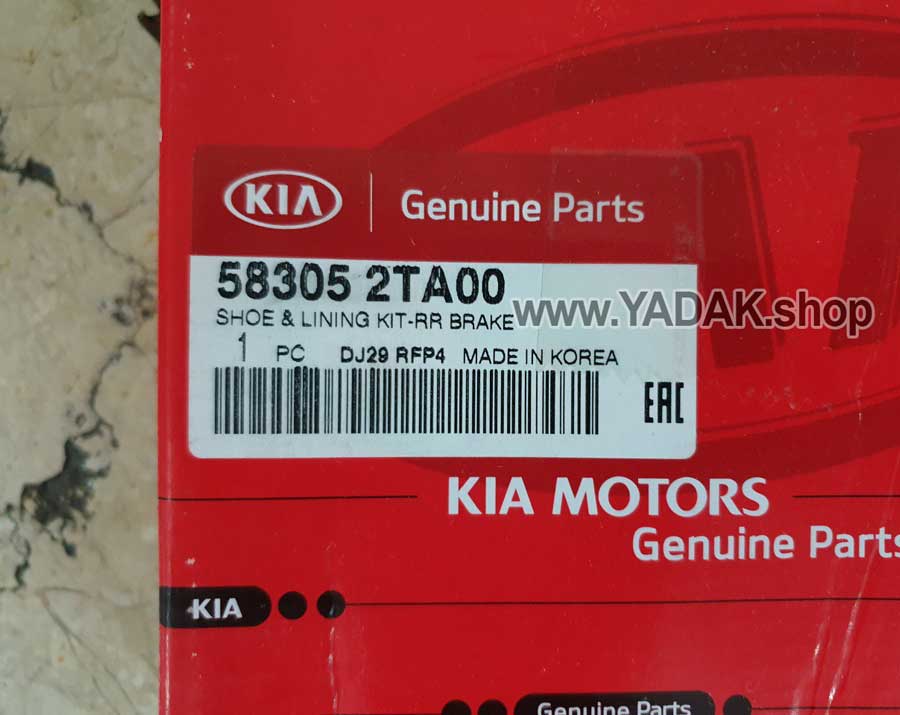 KIA Genuine Parts
58305 2TA00
www.YADAK.shop
SHOE & LINING KIT-RR BRAKE
1 PC DJ29 RFP4 MADE IN KOREA
EAC
KIA MOTORS
Genuine Parts
KIA
Genuine Parts